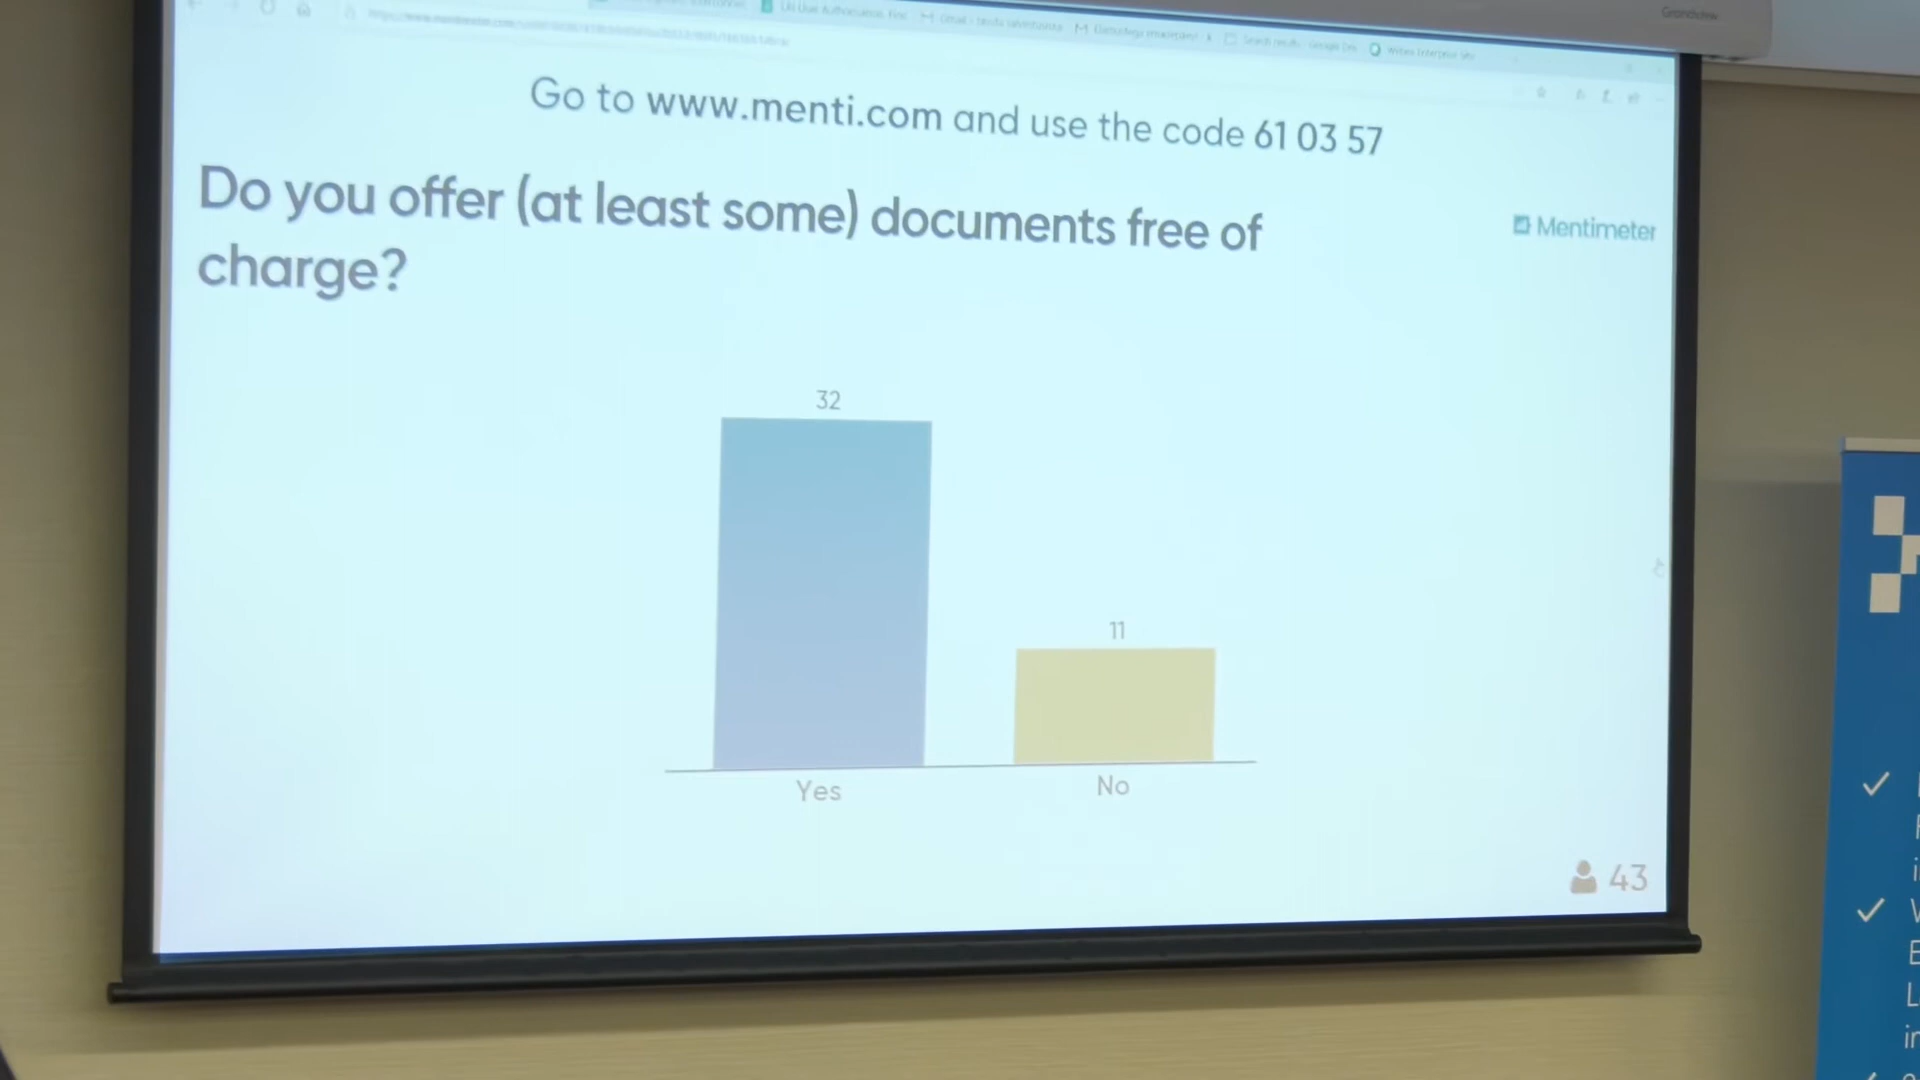 Grandview
Go to www.menti.com and use the code 61 03 57
Do you offer (at least some) documents free of
charge?
Mentimeter
32
11
Yes
No
43